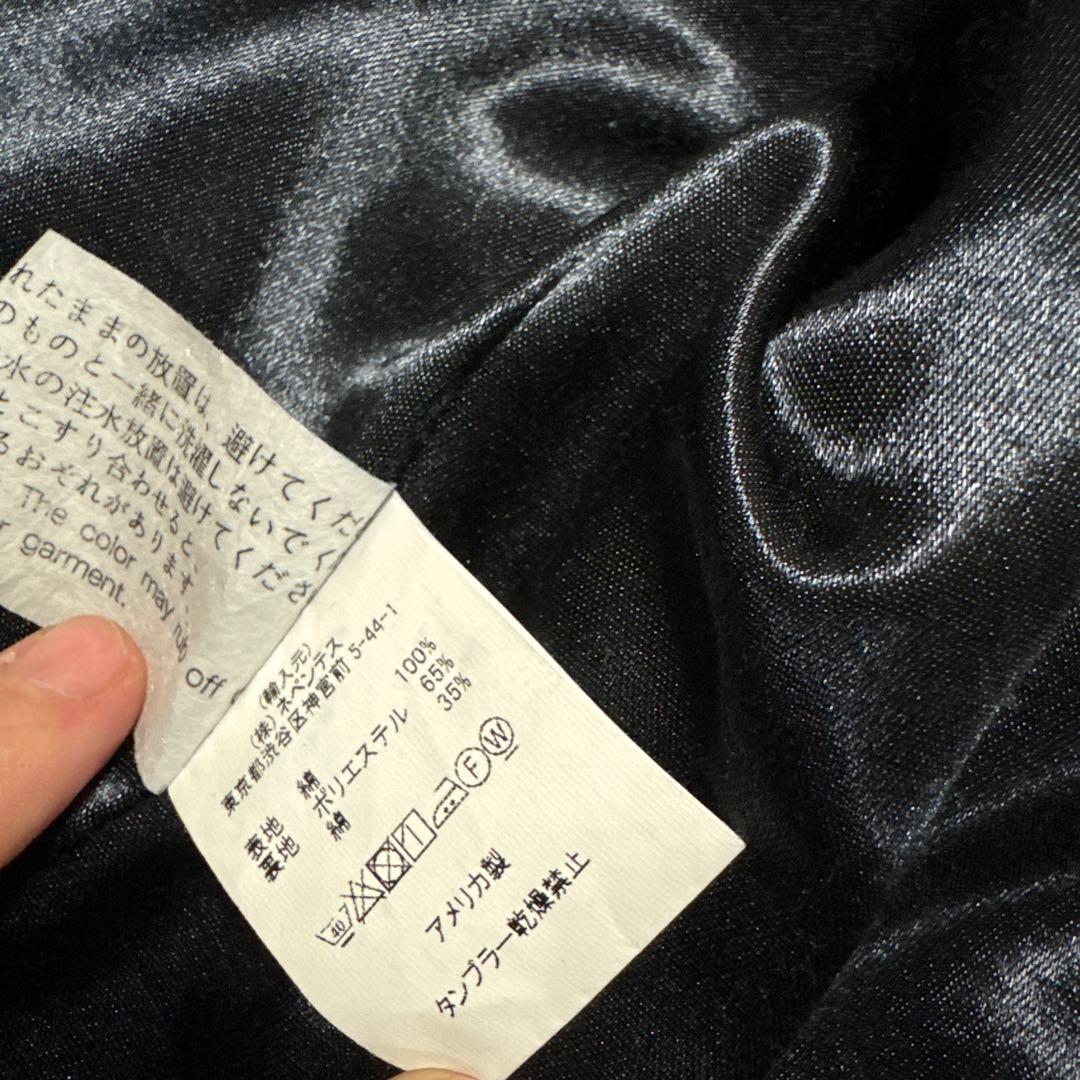 れたままの放置は、避けてくだ
のものと一緒に洗濯しないでくださ
水の注水放置は避けてくださ
とこすり合わせると、
るおそれがあります。
The color may rub off
garment.
(輸入元)
(株)ネペンテス
東京都渋谷区神宮前 5-44-1
表地 綿 100%
裏地 ポリエステル 65%
綿 35%
40
F
W
アメリカ製
タンブラー乾燥禁止